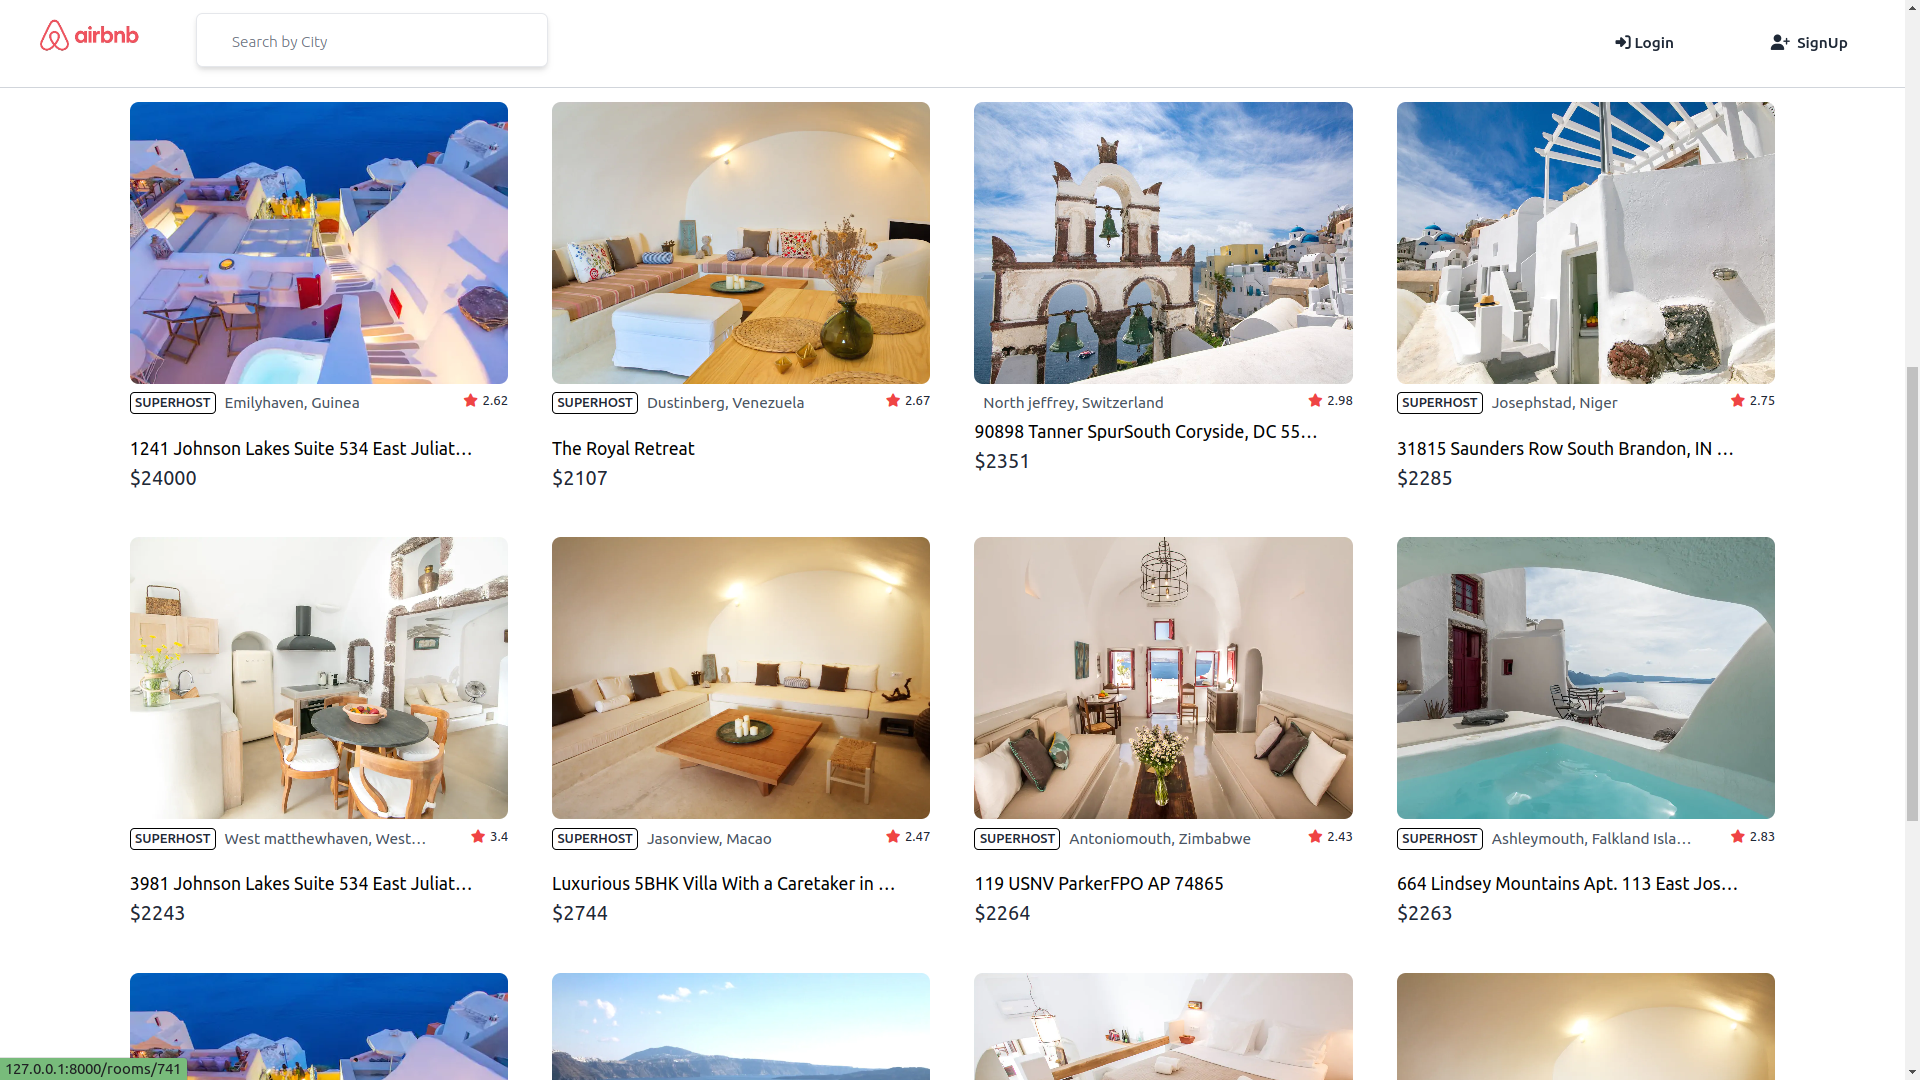 airbnb
Search by City
Login
SignUp
SUPERHOST Emilyhaven, Guinea 2.62
1241 Johnson Lakes Suite 534 East Juliat...
$24000
SUPERHOST Dustinberg, Venezuela 2.67
The Royal Retreat
$2107
North jeffrey, Switzerland 2.98
90898 Tanner SpurSouth Coryside, DC 55...
$2351
SUPERHOST Josephstad, Niger 2.75
31815 Saunders Row South Brandon, IN ...
$2285
SUPERHOST West matthewhaven, West... 3.4
3981 Johnson Lakes Suite 534 East Juliat...
$2243
SUPERHOST Jasonview, Macao 2.47
Luxurious 5BHK Villa With a Caretaker in ...
$2744
SUPERHOST Antoniomouth, Zimbabwe 2.43
119 USNV ParkerFPO AP 74865
$2264
SUPERHOST Ashleymouth, Falkland Isla... 2.83
664 Lindsey Mountains Apt. 113 East Jos...
$2263
127.0.0.1:8000/rooms/741